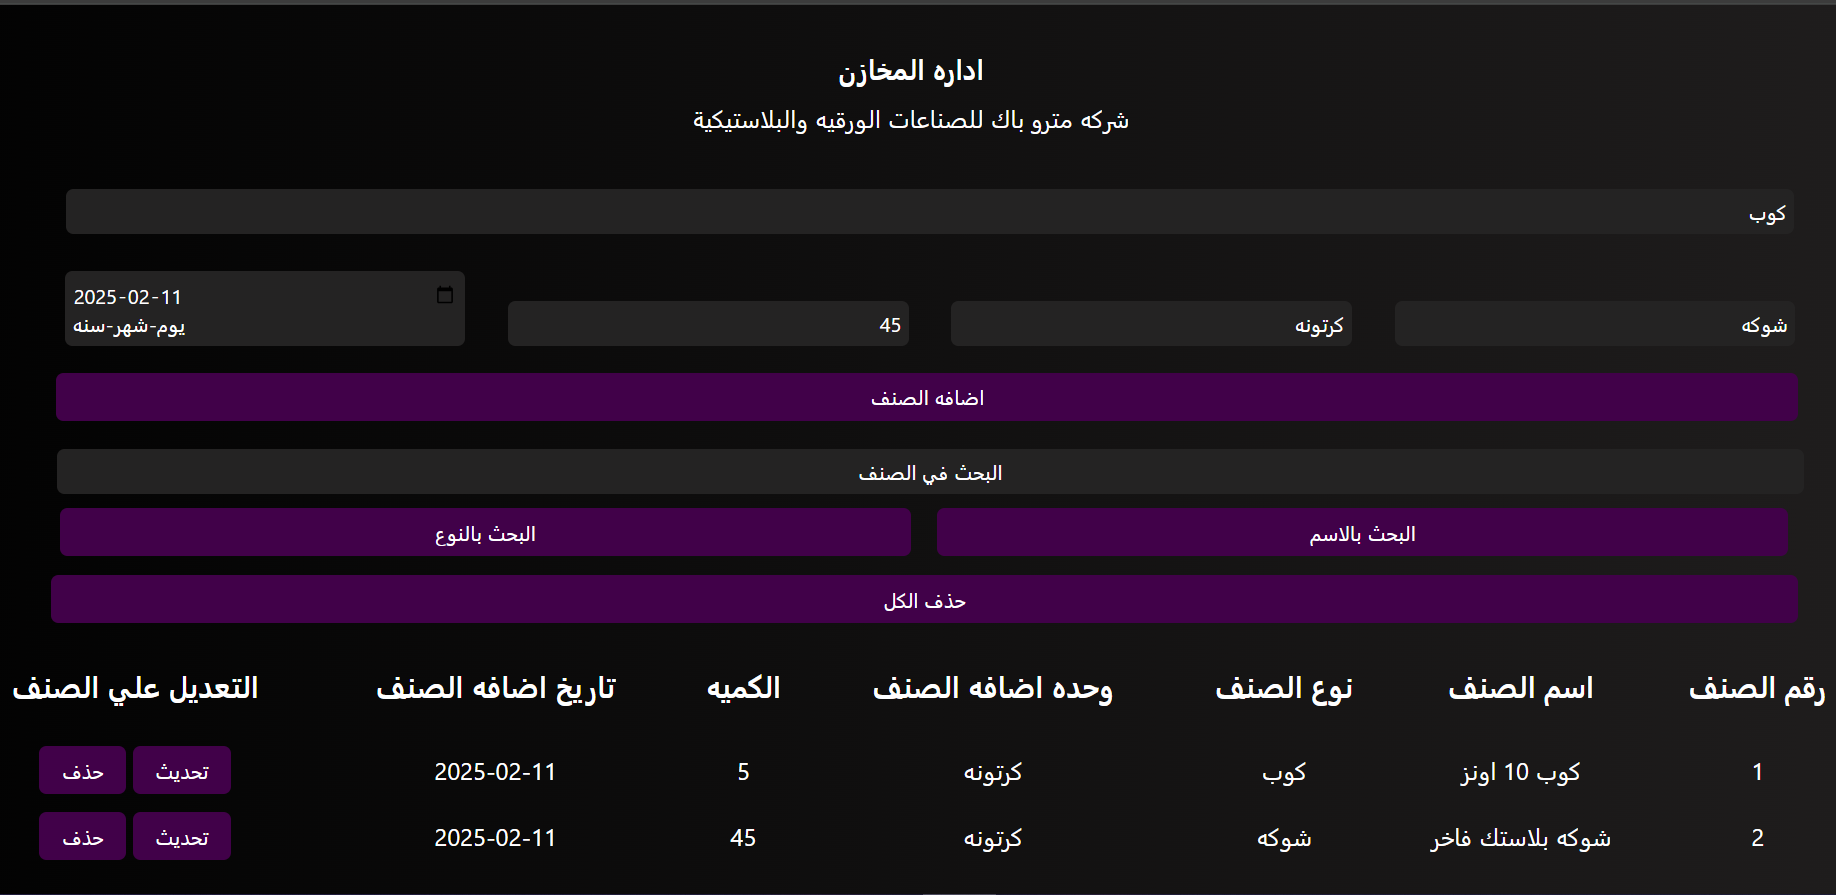 اداره المخازن
شركه مترو باك للصناعات الورقيه والبلاستيكية
كوب
شوكه كرتونه 45 2025-02-11
يوم-شهر-سنه
اضافه الصنف
البحث في الصنف
البحث بالاسم البحث بالنوع
حذف الكل
رقم الصنف اسم الصنف نوع الصنف وحده اضافه الصنف الكميه تاريخ اضافه الصنف التعديل علي الصنف
1 كوب 10 اونز كوب كرتونه 5 2025-02-11 تحديث حذف
2 شوكه بلاستك فاخر شوكه كرتونه 45 2025-02-11 تحديث حذف